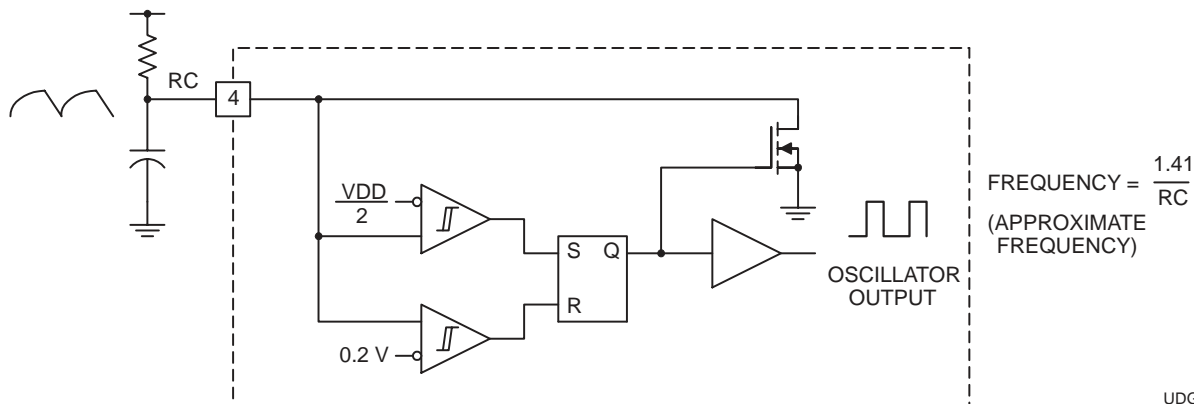 RC
4
VDD
2
0.2 V
S Q
R
OSCILLATOR
OUTPUT
FREQUENCY = 1.41
RC
(APPROXIMATE
FREQUENCY)
UDG